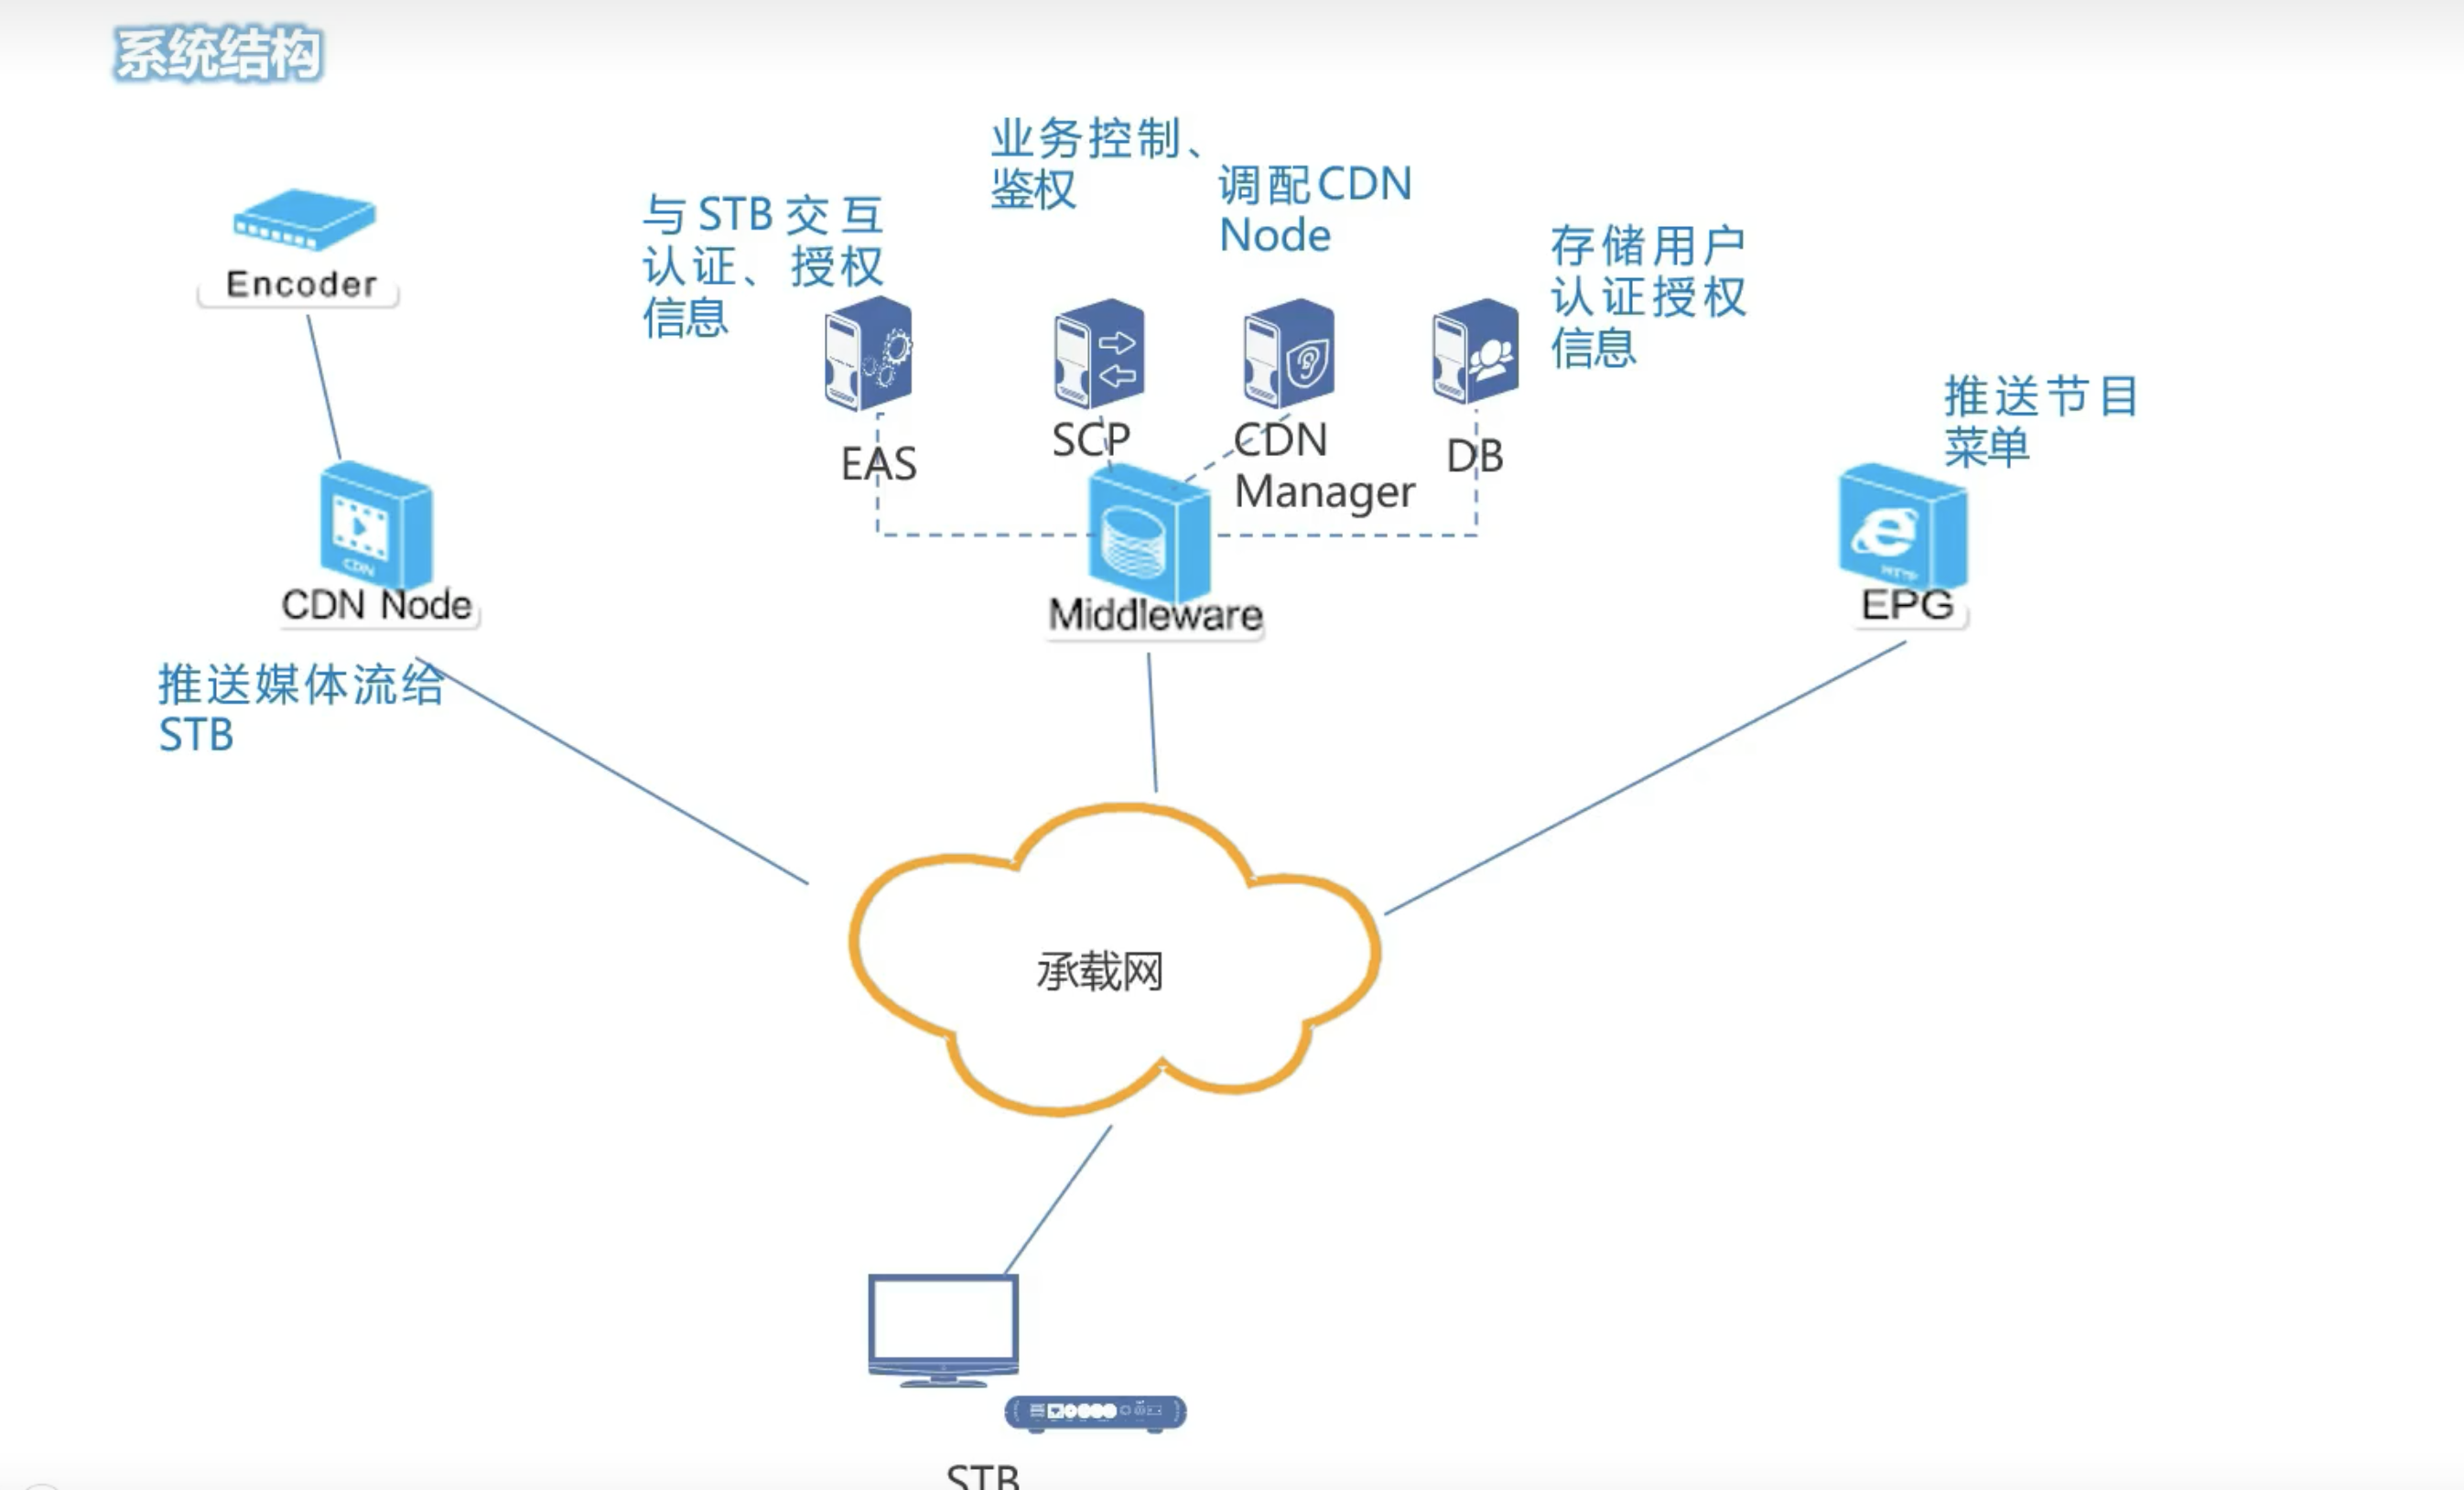 系统结构
业务控制、
鉴权
调配CDN
Node
与STB交互
认证、授权
信息
存储用户
认证授权
信息
Encoder
推送节目
菜单
EAS
SCP
CDN
Manager
DB
CDN
CDN Node
Middleware
HTTP
EPG
推送媒体流给
STB
承载网
STB